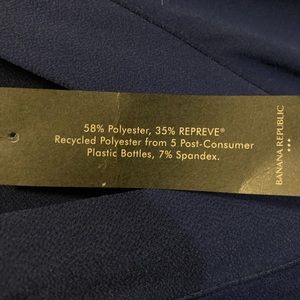 58% Polyester, 35% REPREVE®
Recycled Polyester from 5 Post-Consumer
Plastic Bottles, 7% Spandex.
BANANA REPUBLIC